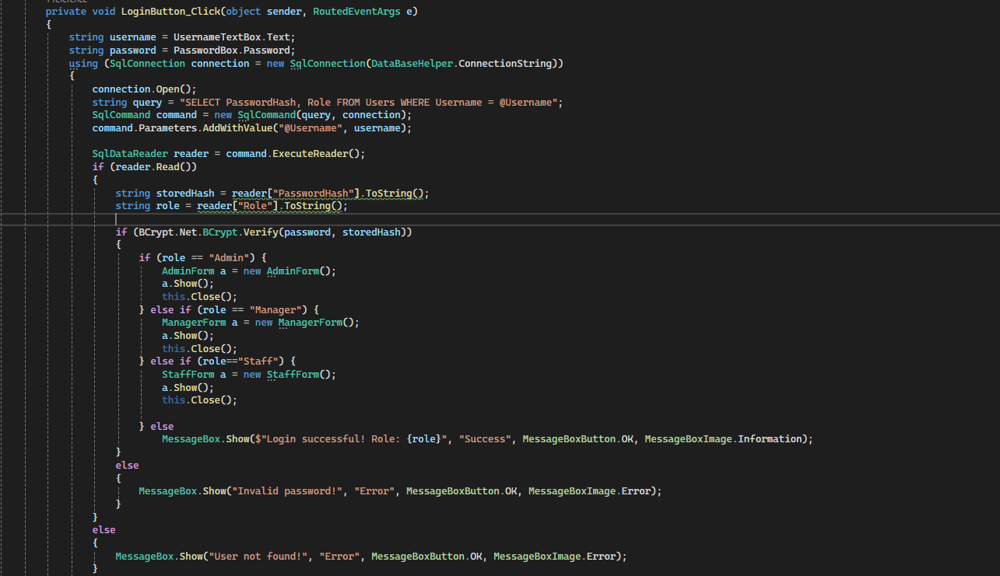 private void LoginButton_Click(object sender, RoutedEventArgs e)
{
string username = UsernameTextBox.Text;
string password = PasswordBox.Password;
using (SqlConnection connection = new SqlConnection(DataBaseHelper.ConnectionString))
{
connection.Open();
string query = "SELECT PasswordHash, Role FROM Users WHERE Username = @Username";
SqlCommand command = new SqlCommand(query, connection);
command.Parameters.AddWithValue("@Username", username);
SqlDataReader reader = command.ExecuteReader();
if (reader.Read())
{
string storedHash = reader["PasswordHash"].ToString();
string role = reader["Role"].ToString();
if (BCrypt.Net.BCrypt.Verify(password, storedHash))
{
if (role == "Admin") {
AdminForm a = new AdminForm();
a.Show();
this.Close();
} else if (role == "Manager") {
ManagerForm a = new ManagerForm();
a.Show();
this.Close();
} else if (role=="Staff") {
StaffForm a = new StaffForm();
a.Show();
this.Close();
} else
MessageBox.Show($"Login successful! Role: {role}", "Success", MessageBoxButton.OK, MessageBoxImage.Information);
}
else
{
MessageBox.Show("Invalid password!", "Error", MessageBoxButton.OK, MessageBoxImage.Error);
}
}
else
{
MessageBox.Show("User not found!", "Error", MessageBoxButton.OK, MessageBoxImage.Error);
}